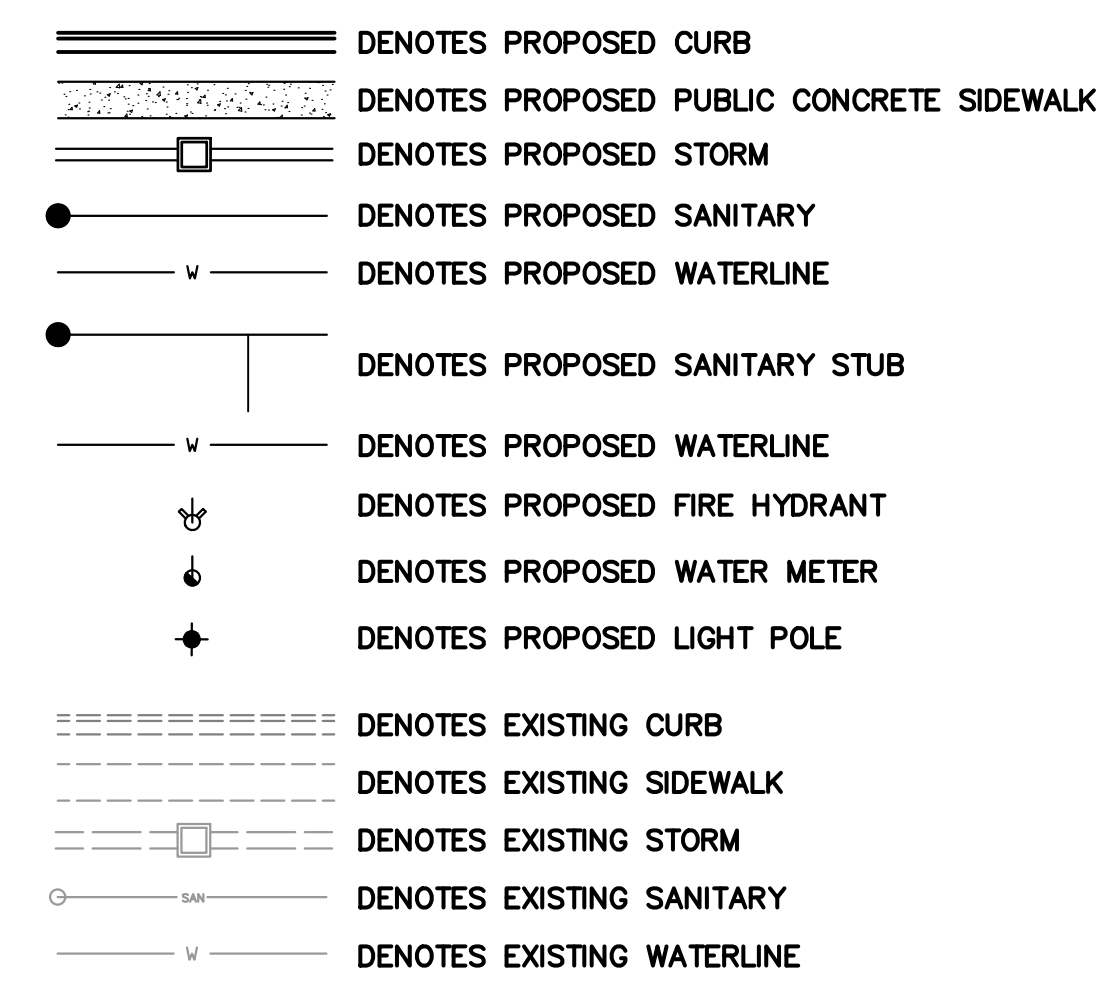 DENOTES PROPOSED CURB
DENOTES PROPOSED PUBLIC CONCRETE SIDEWALK
DENOTES PROPOSED STORM
DENOTES PROPOSED SANITARY
W DENOTES PROPOSED WATERLINE
DENOTES PROPOSED SANITARY STUB
W DENOTES PROPOSED WATERLINE
DENOTES PROPOSED FIRE HYDRANT
DENOTES PROPOSED WATER METER
DENOTES PROPOSED LIGHT POLE
DENOTES EXISTING CURB
DENOTES EXISTING SIDEWALK
DENOTES EXISTING STORM
SAN DENOTES EXISTING SANITARY
W DENOTES EXISTING WATERLINE